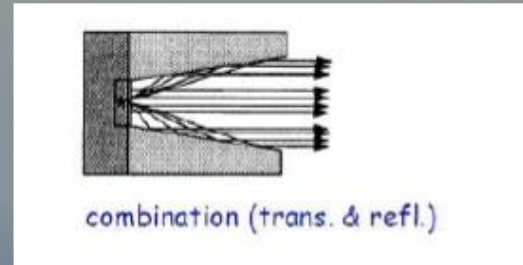 combination (trans. & refl.)